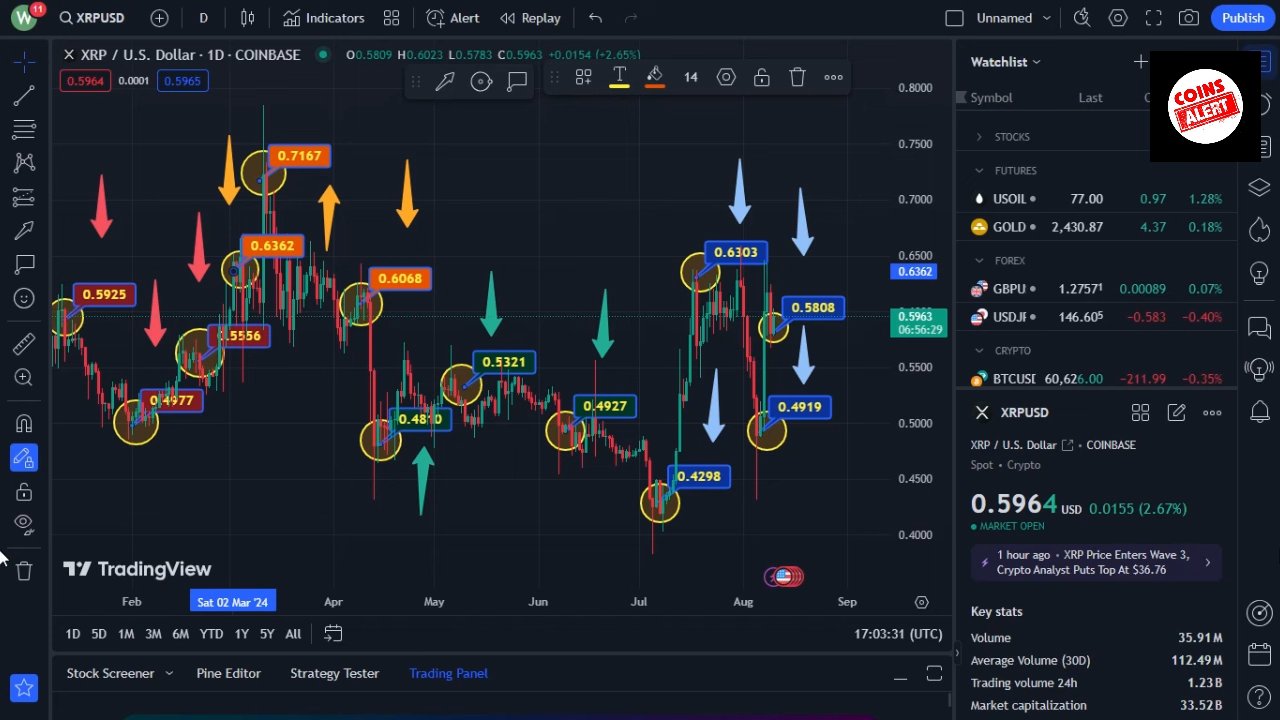 W 11 XRPUSD D Indicators Alert Replay Unnamed Publish
XRP / U.S. Dollar · 1D · COINBASE O0.5809 H0.6023 L0.5783 C0.5963 +0.0154 (+2.65%)
0.5964 0.0001 0.5965
14
Watchlist
Symbol Last
COINS
ALERT
STOCKS
FUTURES
USOIL 77.00 0.97 1.28%
GOLD 2,430.87 4.37 0.18%
FOREX
GBPU 1.2757¹ 0.00089 0.07%
USDJF 146.60⁵ -0.583 -0.40%
CRYPTO
BTCUSE 60,626.00 -211.99 -0.35%
0.8000
0.7500
0.7000
0.6500
0.6362
0.5963
06:56:29
0.5500
0.5000
0.4500
0.4000
0.7167
0.6362
0.5925
0.5556
0.4977
0.6068
0.4810
0.5321
0.4927
0.6303
0.5808
0.4919
0.4298
TradingView
Feb Sat 02 Mar '24 Apr May Jun Jul Aug Sep
1D 5D 1M 3M 6M YTD 1Y 5Y All 17:03:31 (UTC)
Stock Screener Pine Editor Strategy Tester Trading Panel
XRPUSD
XRP / U.S. Dollar · COINBASE
Spot · Crypto
0.5964 USD 0.0155 (2.67%)
MARKET OPEN
1 hour ago · XRP Price Enters Wave 3,
Crypto Analyst Puts Top At $36.76
Key stats
Volume 35.91M
Average Volume (30D) 112.49M
Trading volume 24h 1.23B
Market capitalization 33.52B